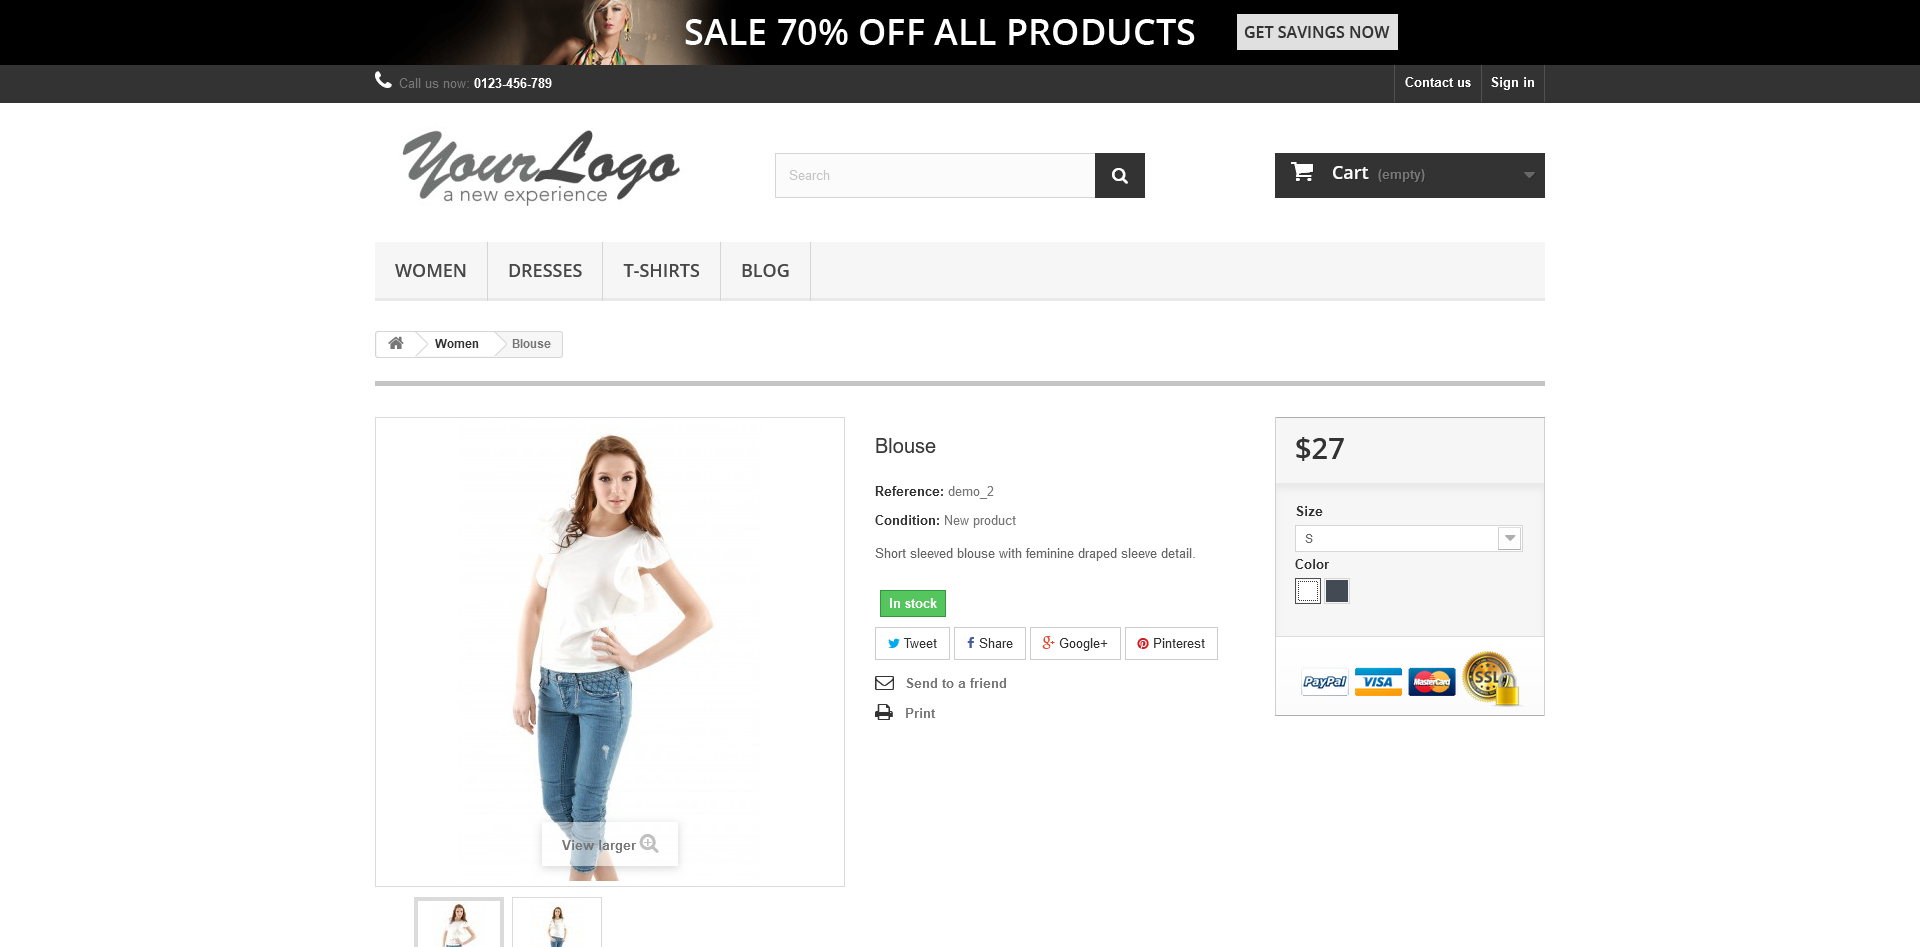 SALE 70% OFF ALL PRODUCTS
GET SAVINGS NOW
Call us now: 0123-456-789
Contact us
Sign in
YourLogo
a new experience
Search
Cart (empty)
WOMEN
DRESSES
T-SHIRTS
BLOG
Women
Blouse
Blouse
Reference: demo_2
Condition: New product
Short sleeved blouse with feminine draped sleeve detail.
In stock
Tweet
Share
Google+
Pinterest
Send to a friend
Print
$27
Size
S
Color
PayPal
VISA
MasterCard
SSL
View larger